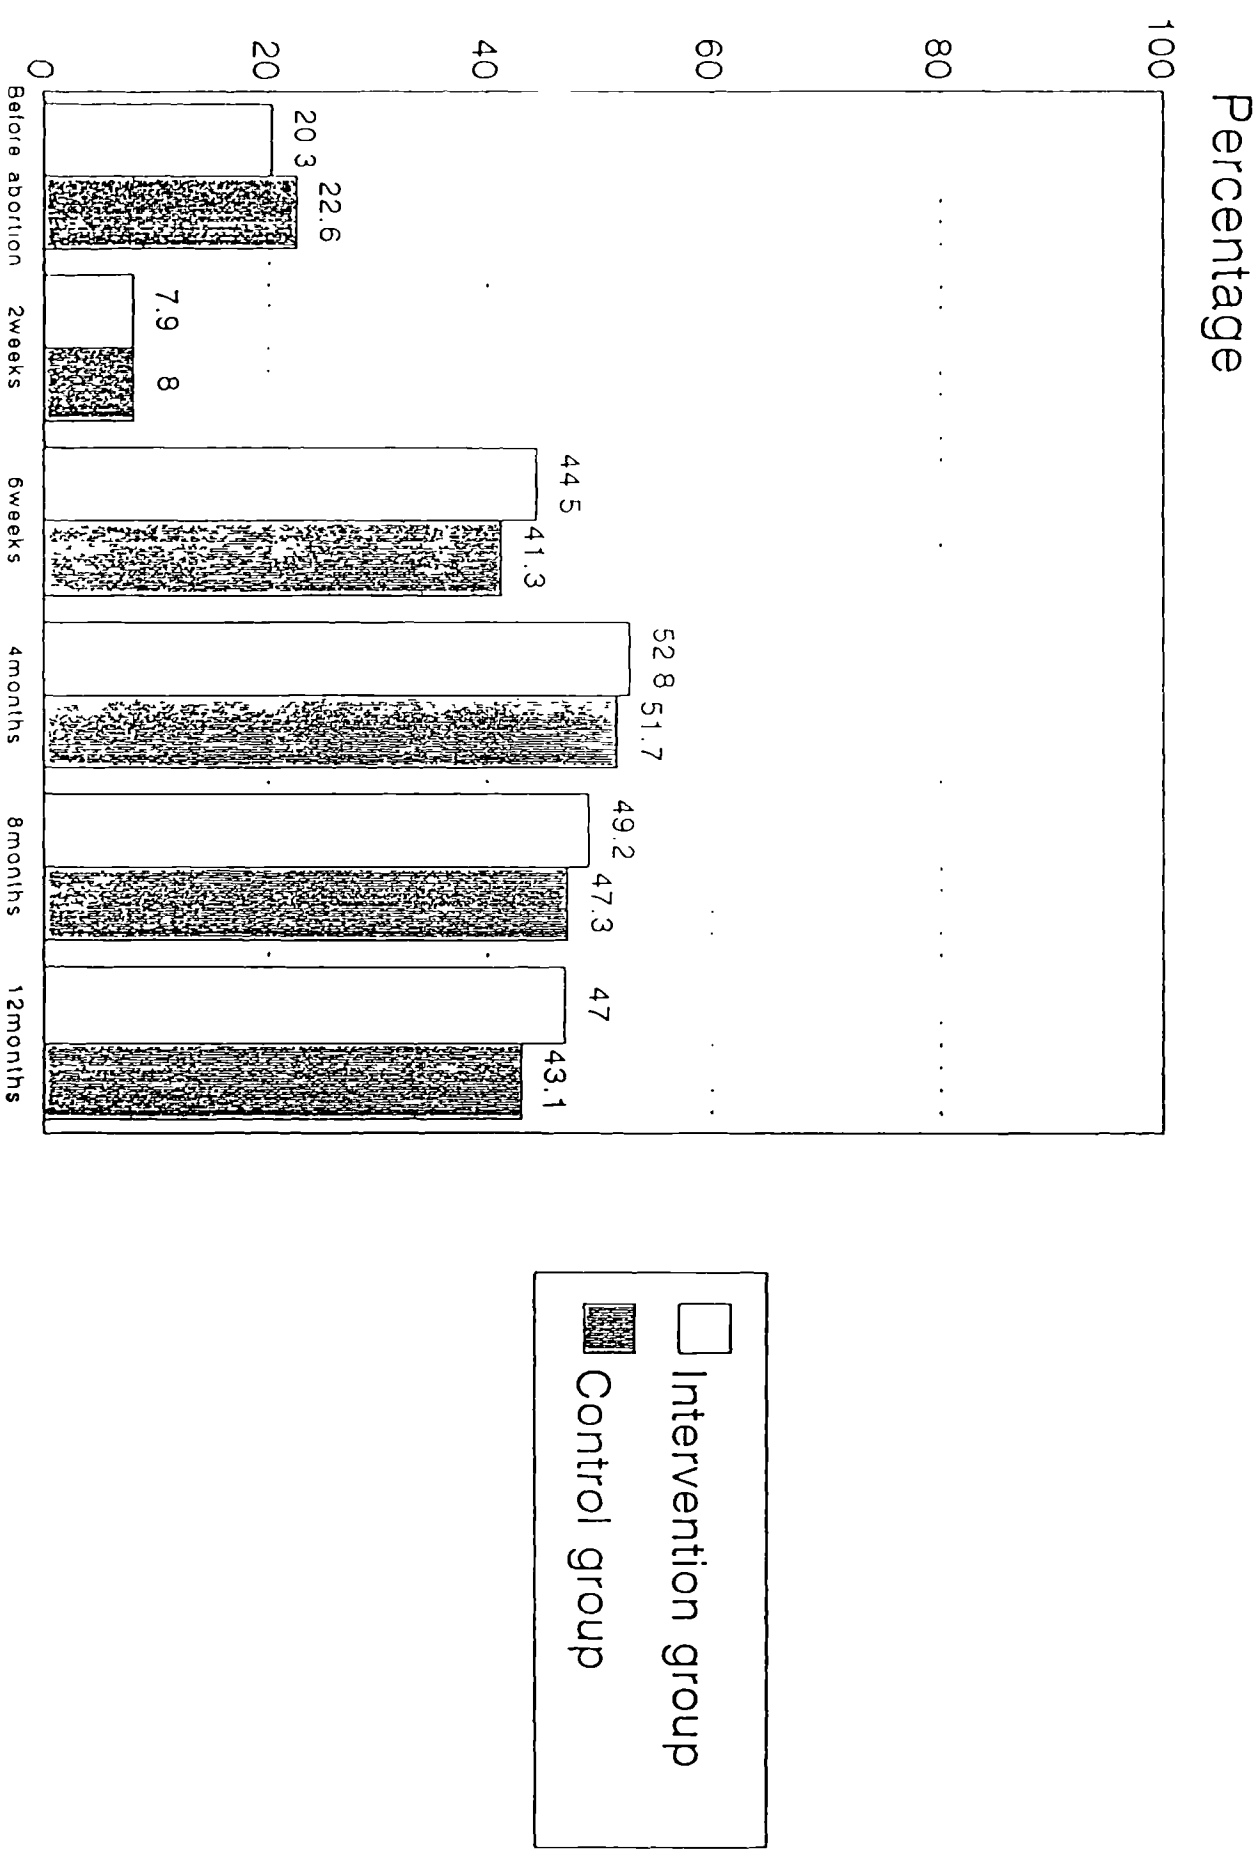 Percentage
100
80
60
40
20
0
20 3
22.6
7.9
8
44 5
41.3
52 8
51.7
49.2
47.3
47
43.1
Before abortion
2weeks
6weeks
4months
8months
12months
Intervention group
Control group